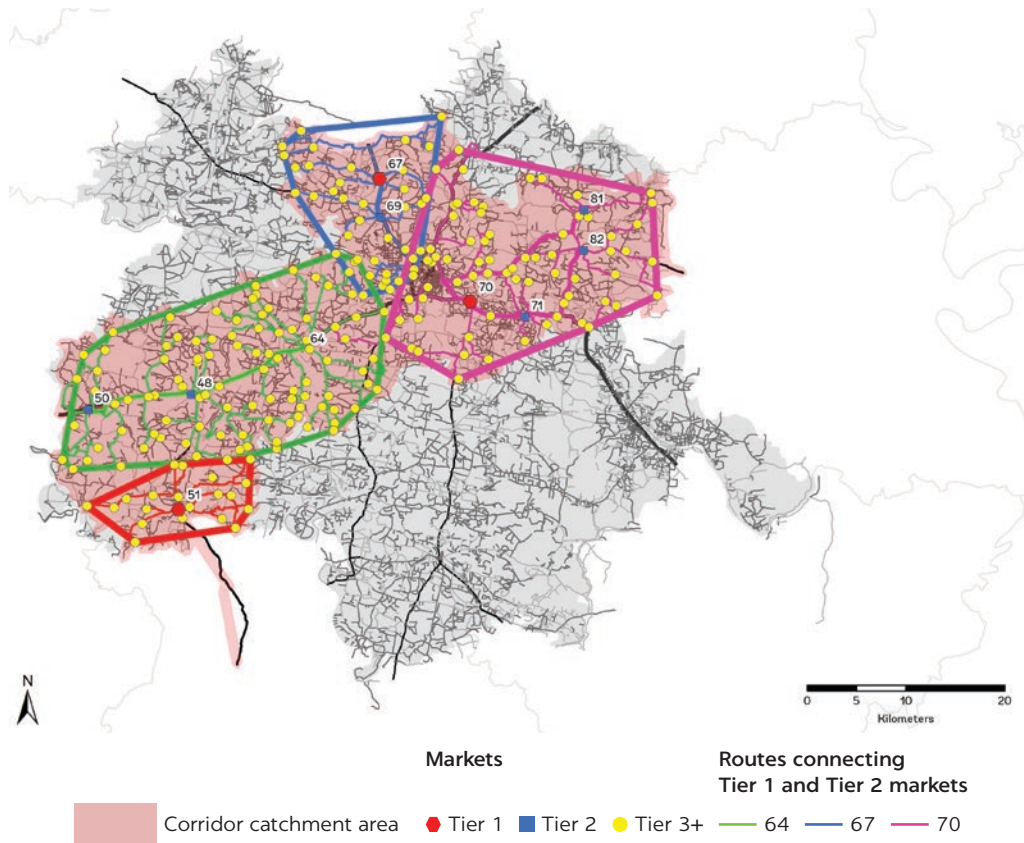 67
69
81
82
70
71
64
48
50
51
N
0 5 10 20
Kilometers
Markets
Routes connecting
Tier 1 and Tier 2 markets
Corridor catchment area Tier 1 Tier 2 Tier 3+ 64 67 70